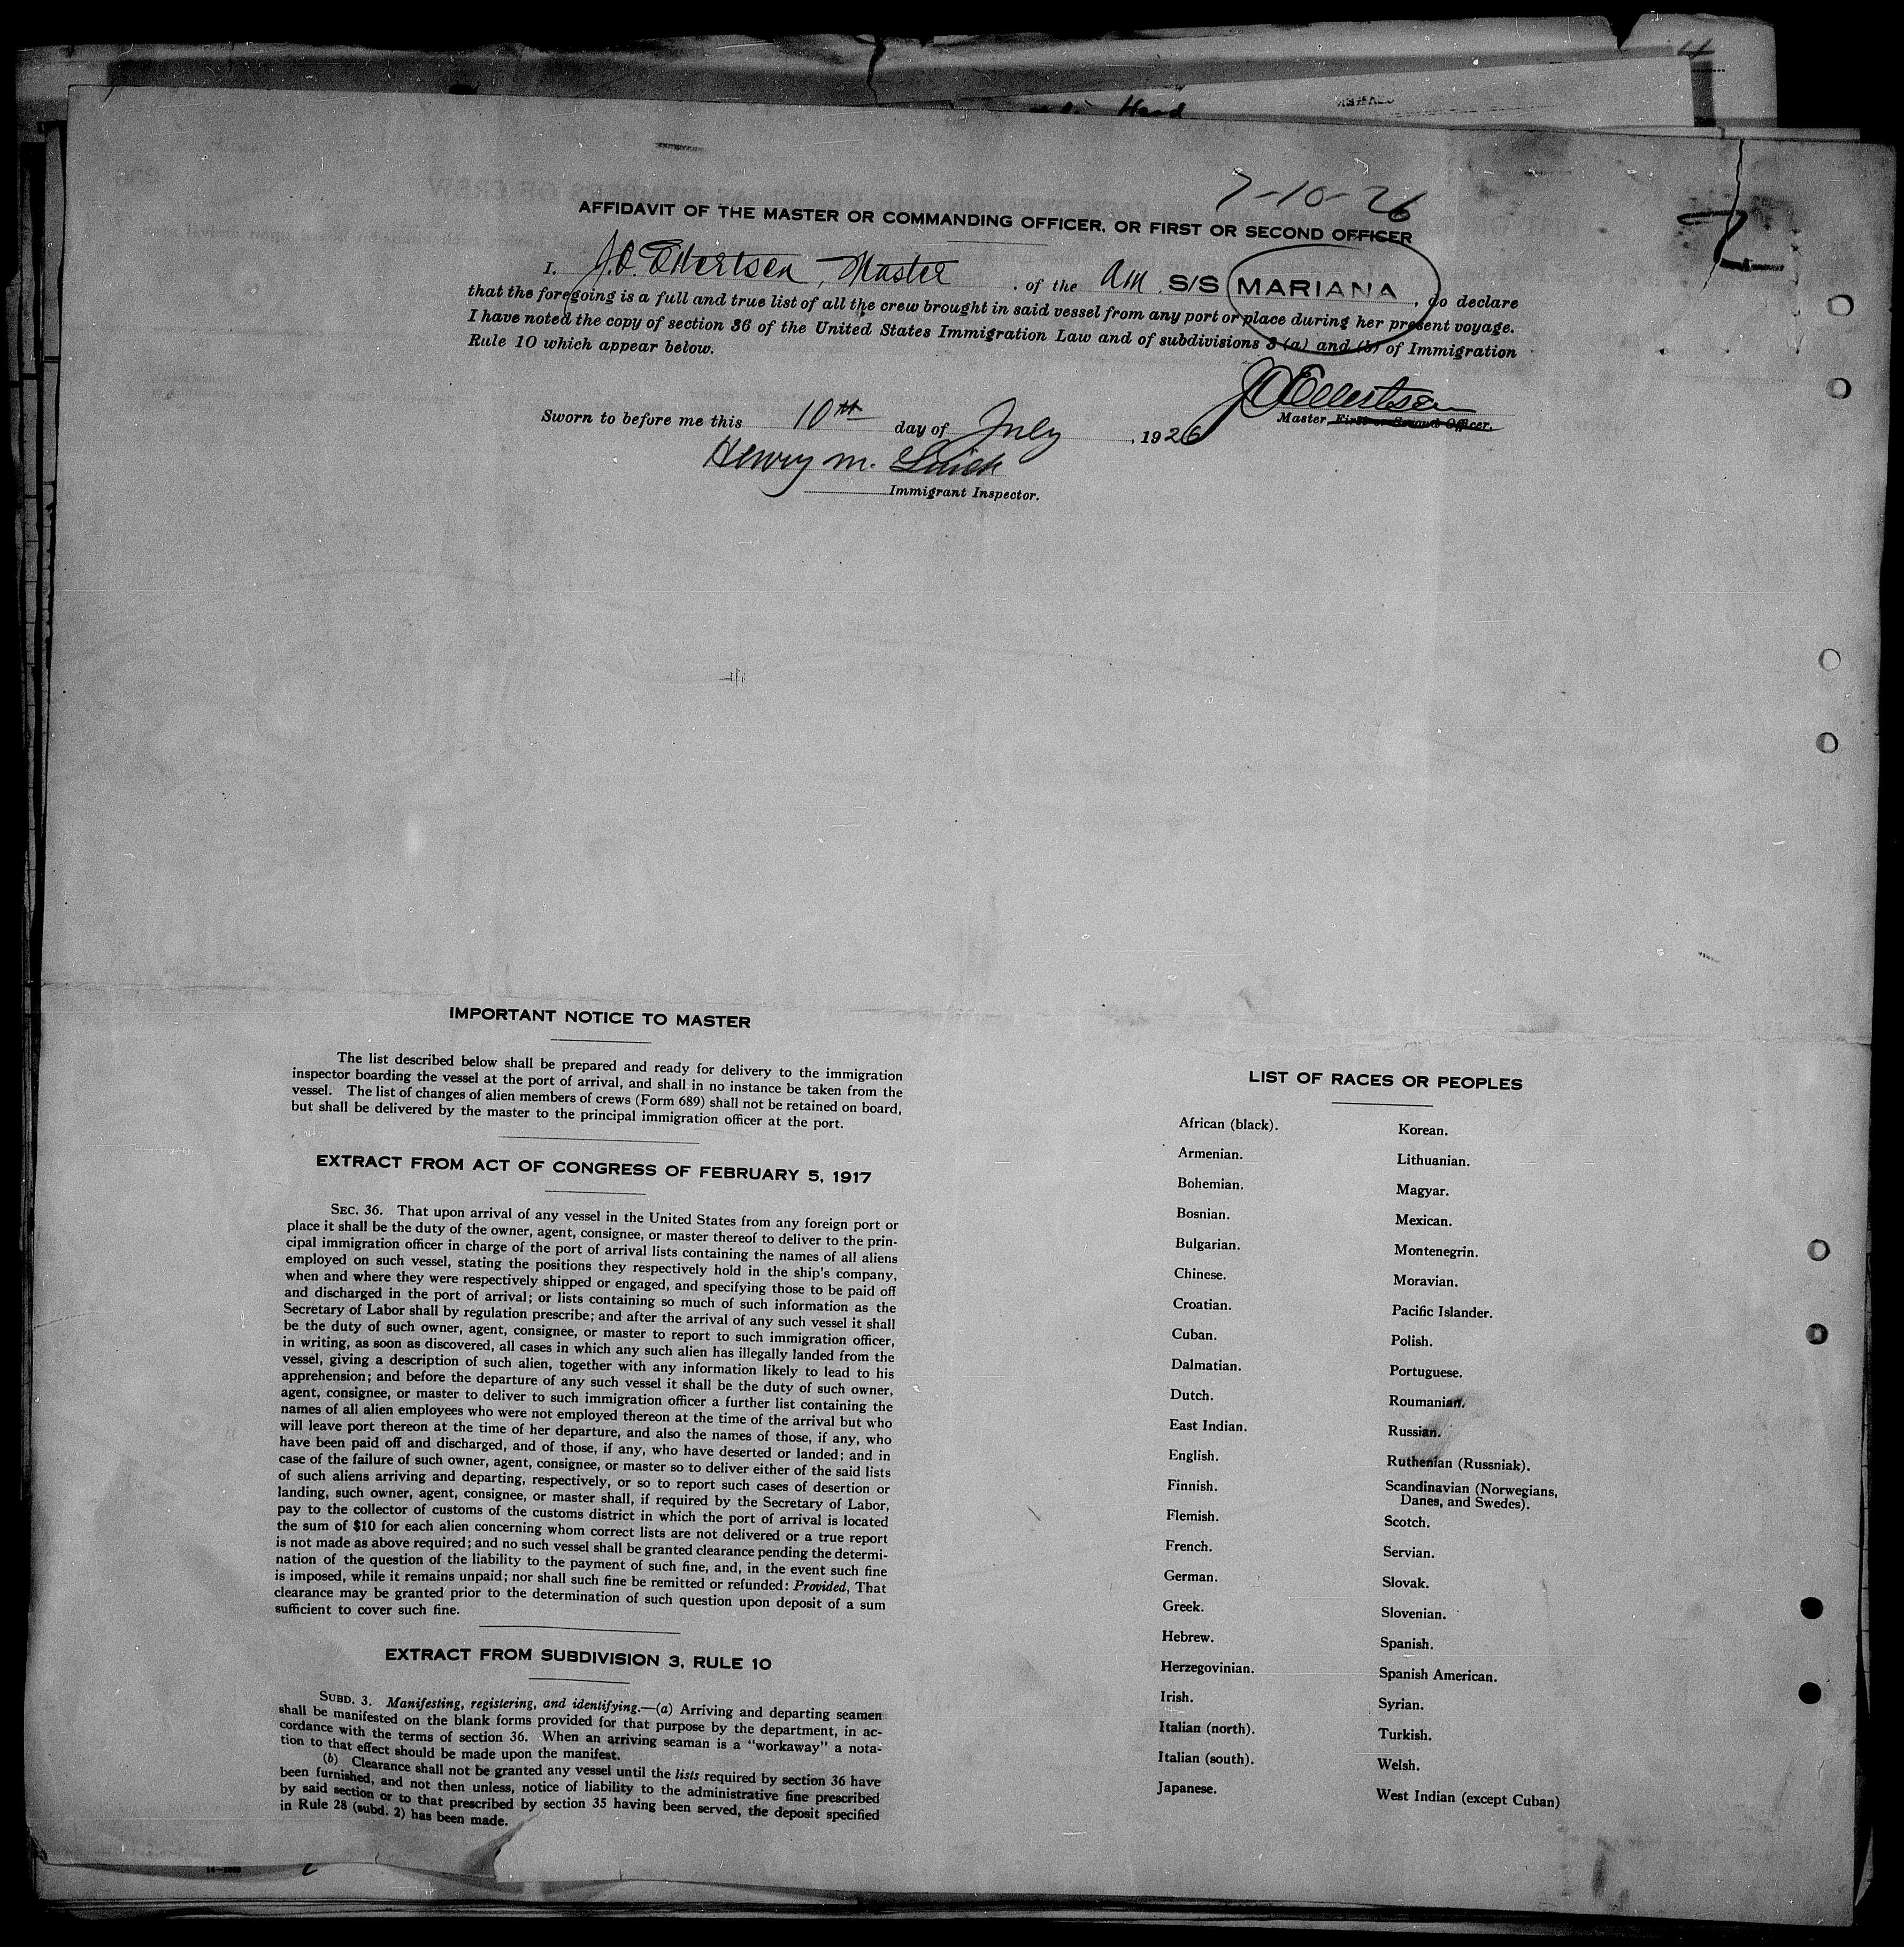 Hand
7-10-26
AFFIDAVIT OF THE MASTER OR COMMANDING OFFICER, OR FIRST OR SECOND OFFICER
I, J.O. Ellertsen, Master, of the Am S/S MARIANA, do declare
that the foregoing is a full and true list of all the crew brought in said vessel from any port or place during her present voyage.
I have noted the copy of section 36 of the United States Immigration Law and of subdivisions 3 (a) and (b) of Immigration
Rule 10 which appear below.
J O Ellertsen
Master, First or Second Officer.
Sworn to before me this 10th day of July, 1926
Henry M.
Immigrant Inspector.
IMPORTANT NOTICE TO MASTER
The list described below shall be prepared and ready for delivery to the immigration
inspector boarding the vessel at the port of arrival, and shall in no instance be taken from the
vessel. The list of changes of alien members of crews (Form 689) shall not be retained on board,
but shall be delivered by the master to the principal immigration officer at the port.
EXTRACT FROM ACT OF CONGRESS OF FEBRUARY 5, 1917
SEC. 36. That upon arrival of any vessel in the United States from any foreign port or
place it shall be the duty of the owner, agent, consignee, or master thereof to deliver to the prin-
cipal immigration officer in charge of the port of arrival lists containing the names of all aliens
employed on such vessel, stating the positions they respectively hold in the ship's company,
when and where they were respectively shipped or engaged, and specifying those to be paid off
and discharged in the port of arrival; or lists containing so much of such information as the
Secretary of Labor shall by regulation prescribe; and after the arrival of any such vessel it shall
be the duty of such owner, agent, consignee, or master to report to such immigration officer,
in writing, as soon as discovered, all cases in which any such alien has illegally landed from the
vessel, giving a description of such alien, together with any information likely to lead to his
apprehension; and before the departure of any such vessel it shall be the duty of such owner,
agent, consignee, or master to deliver to such immigration officer a further list containing the
names of all alien employees who were not employed thereon at the time of the arrival but who
will leave port thereon at the time of her departure, and also the names of those, if any, who
have been paid off and discharged, and of those, if any, who have deserted or landed; and in
case of the failure of such owner, agent, consignee, or master so to deliver either of the said lists
of such aliens arriving and departing, respectively, or so to report such cases of desertion or
landing, such owner, agent, consignee, or master shall, if required by the Secretary of Labor,
pay to the collector of customs of the customs district in which the port of arrival is located
the sum of $10 for each alien concerning whom correct lists are not delivered or a true report
is not made as above required; and no such vessel shall be granted clearance pending the determi-
nation of the question of the liability to the payment of such fine, and, in the event such fine
is imposed, while it remains unpaid; nor shall such fine be remitted or refunded: Provided, That
clearance may be granted prior to the determination of such question upon deposit of a sum
sufficient to cover such fine.
EXTRACT FROM SUBDIVISION 3, RULE 10
SUBD. 3. Manifesting, registering, and identifying.—(a) Arriving and departing seamen
shall be manifested on the blank forms provided for that purpose by the department, in ac-
cordance with the terms of section 36. When an arriving seaman is a "workaway" a nota-
tion to that effect should be made upon the manifest.
(b) Clearance shall not be granted any vessel until the lists required by section 36 have
been furnished, and not then unless, notice of liability to the administrative fine prescribed
by said section or to that prescribed by section 35 having been served, the deposit specified
in Rule 28 (subd. 2) has been made.
LIST OF RACES OR PEOPLES
African (black).
Armenian.
Bohemian.
Bosnian.
Bulgarian.
Chinese.
Croatian.
Cuban.
Dalmatian.
Dutch.
East Indian.
English.
Finnish.
Flemish.
French.
German.
Greek.
Hebrew.
Herzegovinian.
Irish.
Italian (north).
Italian (south).
Japanese.
Korean.
Lithuanian.
Magyar.
Mexican.
Montenegrin.
Moravian.
Pacific Islander.
Polish.
Portuguese.
Roumanian.
Russian.
Ruthenian (Russniak).
Scandinavian (Norwegians,
Danes, and Swedes).
Scotch.
Servian.
Slovak.
Slovenian.
Spanish.
Spanish American.
Syrian.
Turkish.
Welsh.
West Indian (except Cuban)